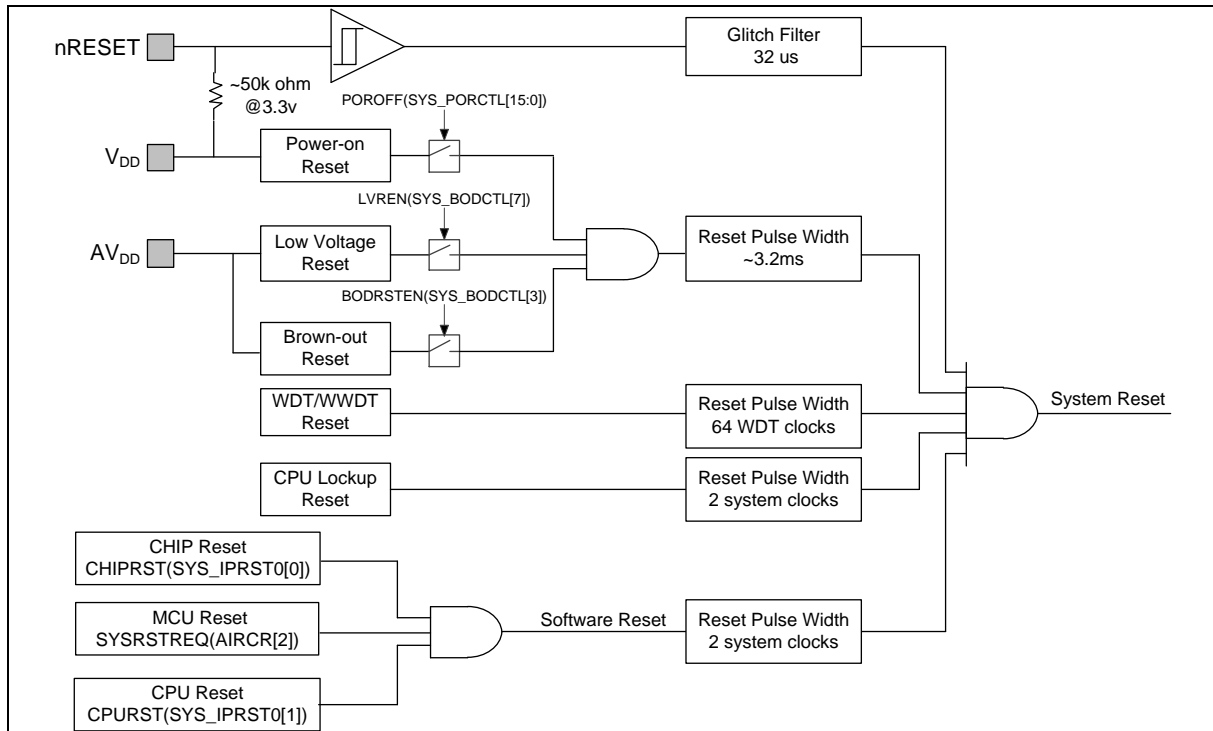 nRESET
Glitch Filter
32 us
~50k ohm
@3.3v
POROFF(SYS_PORCTL[15:0])
VDD
Power-on
Reset
LVREN(SYS_BODCTL[7])
AVDD
Low Voltage
Reset
Reset Pulse Width
~3.2ms
BODRSTEN(SYS_BODCTL[3])
Brown-out
Reset
WDT/WWDT
Reset
Reset Pulse Width
64 WDT clocks
System Reset
CPU Lockup
Reset
Reset Pulse Width
2 system clocks
CHIP Reset
CHIPRST(SYS_IPRST0[0])
MCU Reset
SYSRSTREQ(AIRCR[2])
Software Reset
Reset Pulse Width
2 system clocks
CPU Reset
CPURST(SYS_IPRST0[1])